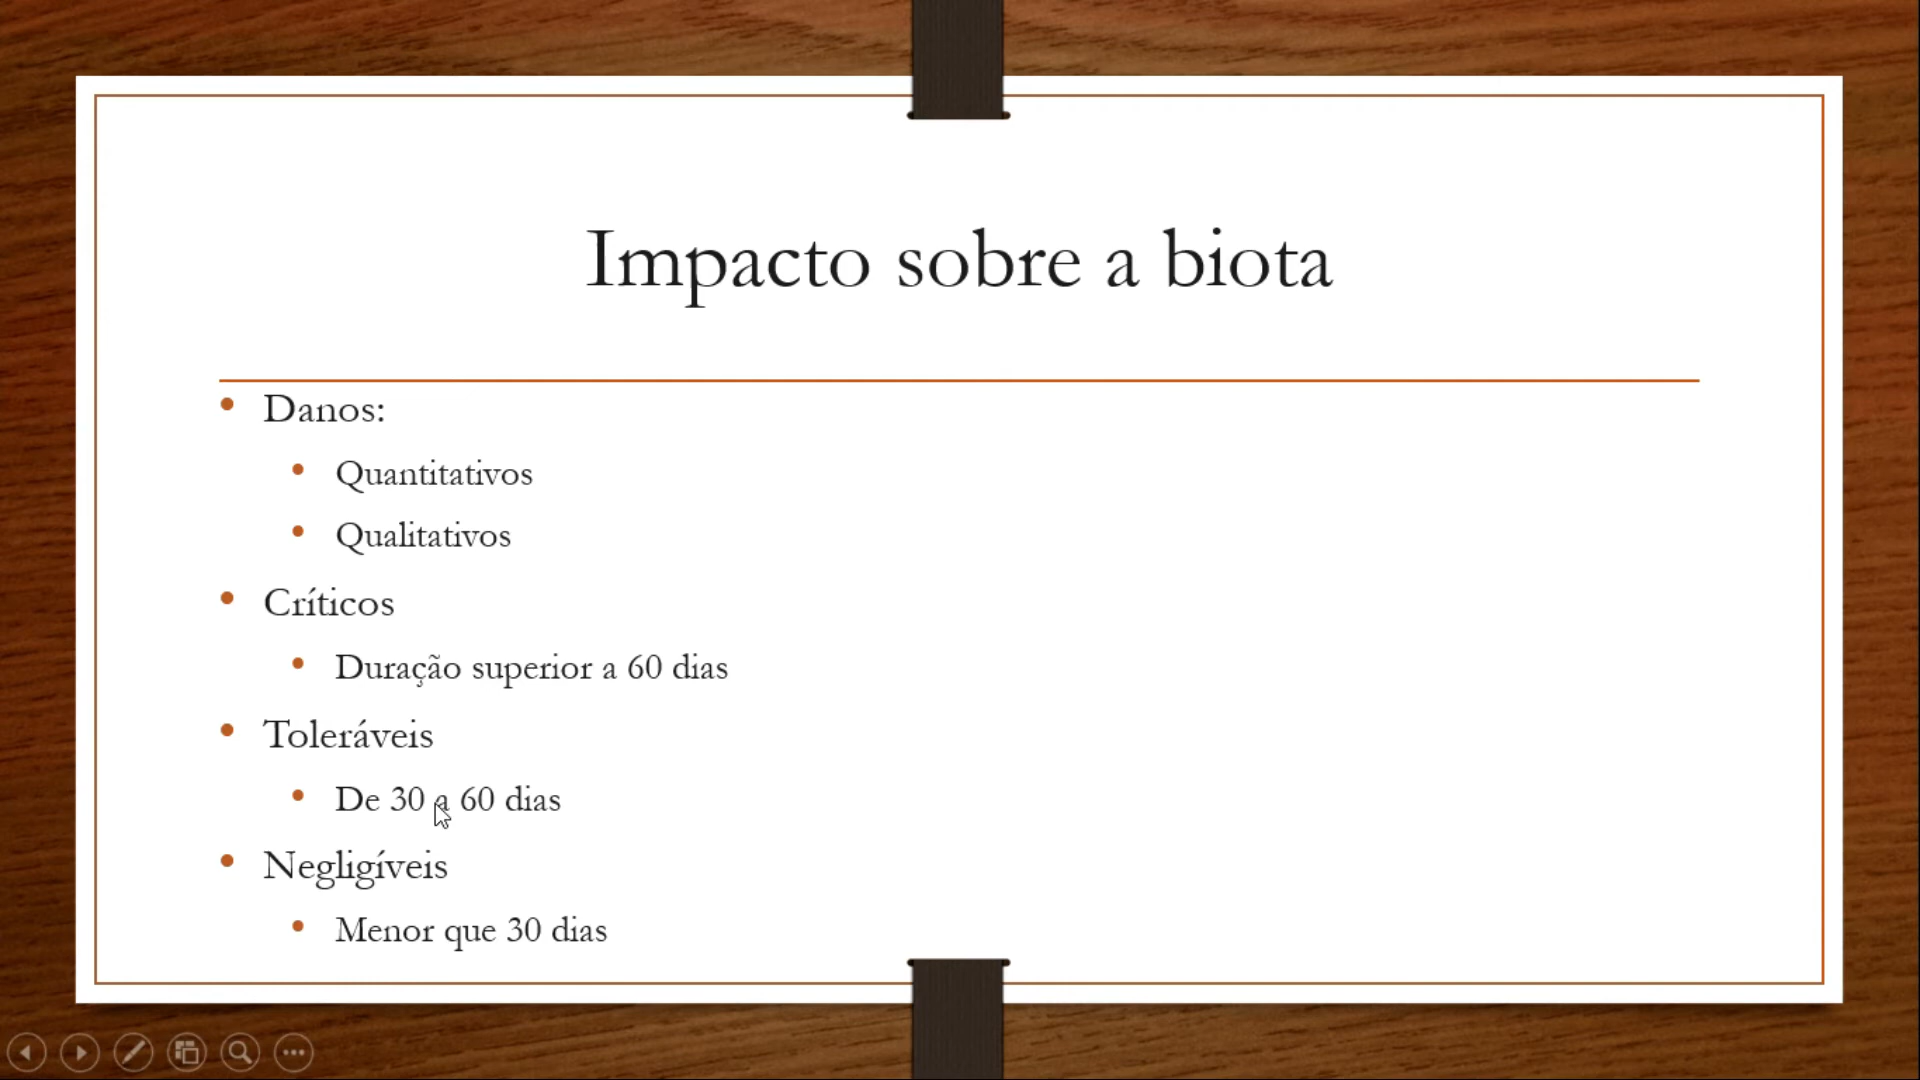 Impacto sobre a biota
Danos:
Quantitativos
Qualitativos
Críticos
Duração superior a 60 dias
Toleráveis
De 30 a 60 dias
Negligíveis
Menor que 30 dias